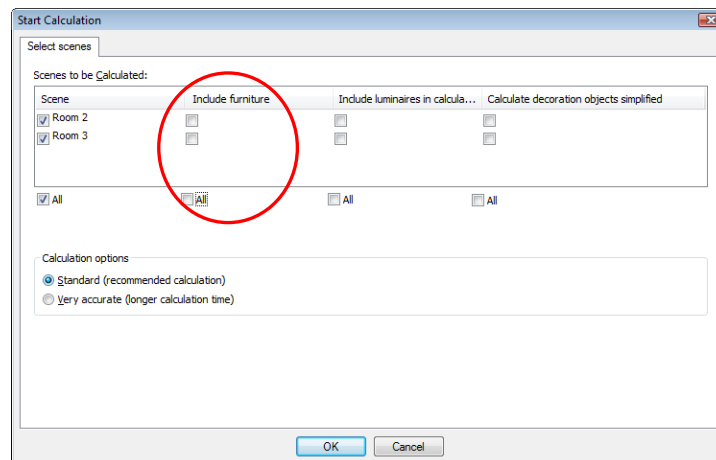 Start Calculation
Select scenes
Scenes to be Calculated:
Scene Include furniture Include luminaires in calcula... Calculate decoration objects simplified
Room 2
Room 3
All All All All
Calculation options
Standard (recommended calculation)
Very accurate (longer calculation time)
OK Cancel